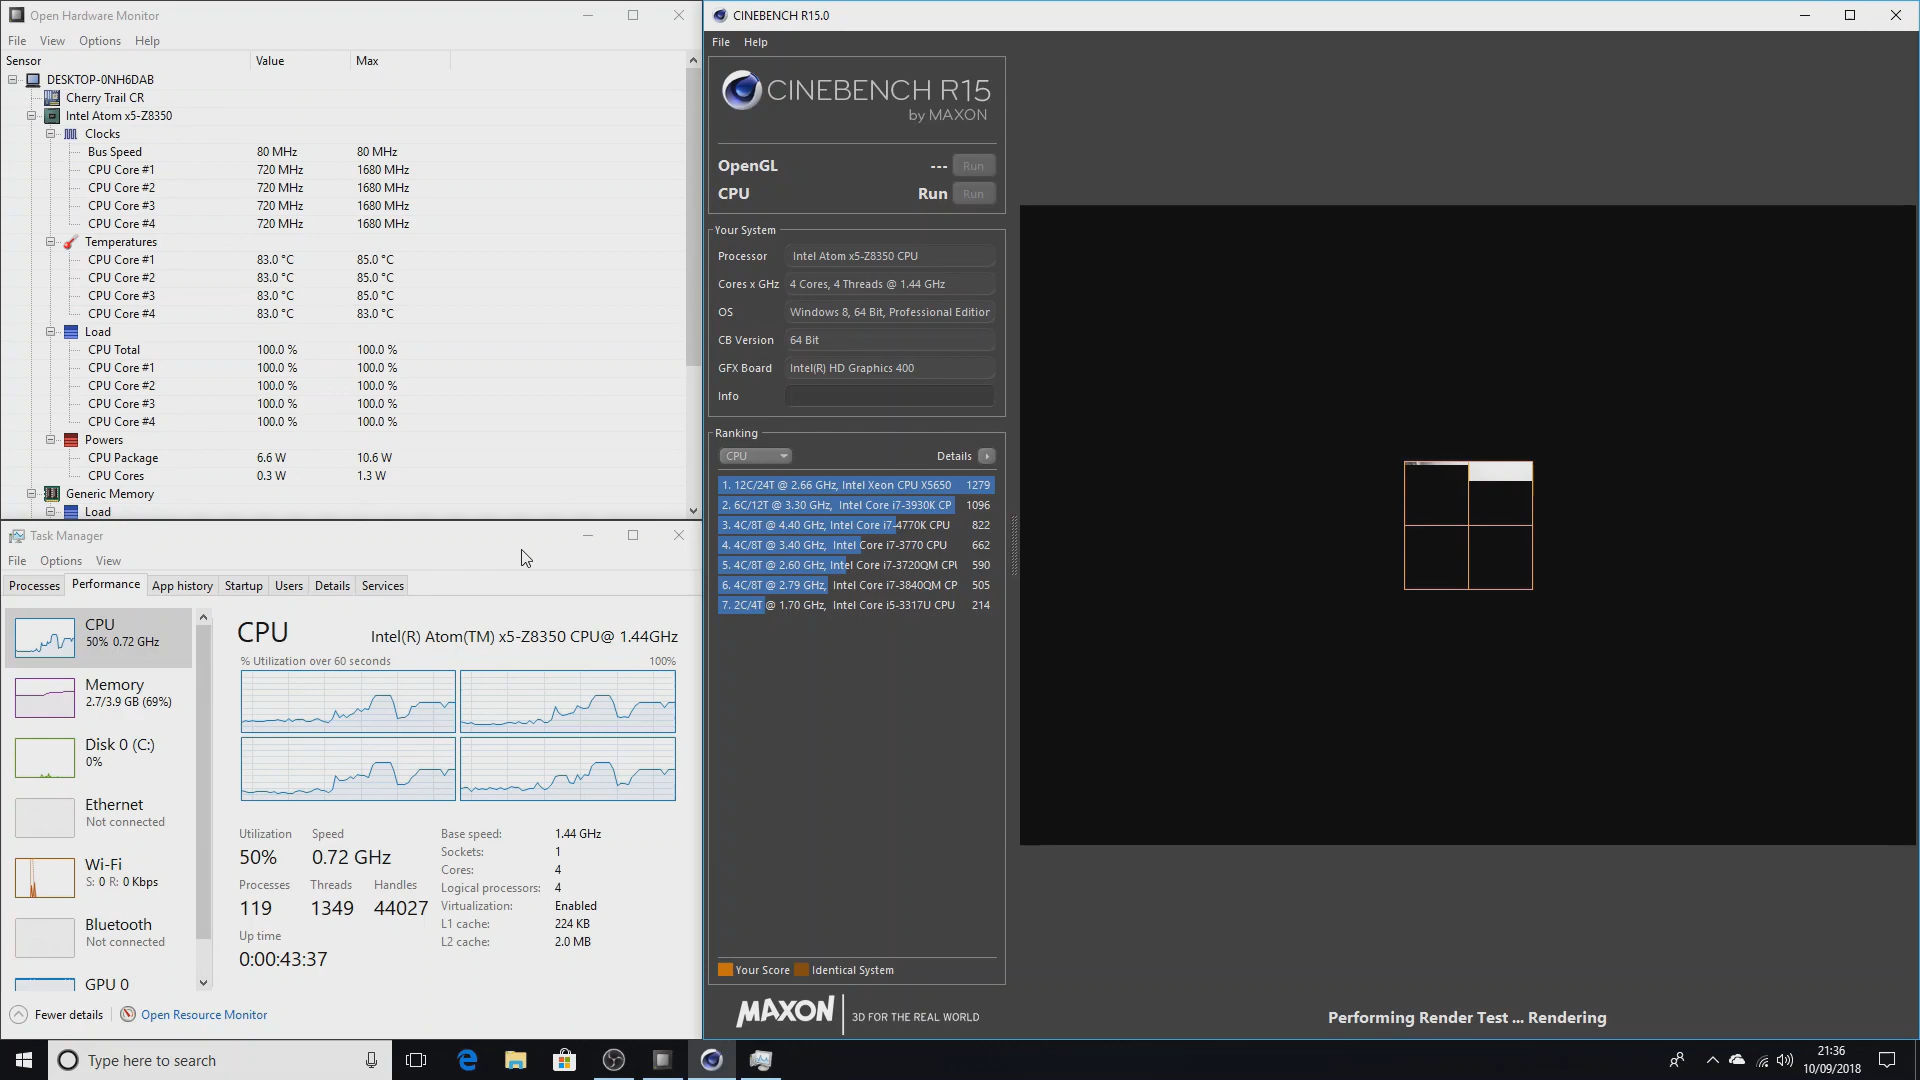 Open Hardware Monitor
File View Options Help
Sensor Value Max
DESKTOP-0NH6DAB
Cherry Trail CR
Intel Atom x5-Z8350
Clocks
Bus Speed 80 MHz 80 MHz
CPU Core #1 720 MHz 1680 MHz
CPU Core #2 720 MHz 1680 MHz
CPU Core #3 720 MHz 1680 MHz
CPU Core #4 720 MHz 1680 MHz
Temperatures
CPU Core #1 83.0 °C 85.0 °C
CPU Core #2 83.0 °C 85.0 °C
CPU Core #3 83.0 °C 85.0 °C
CPU Core #4 83.0 °C 83.0 °C
Load
CPU Total 100.0 % 100.0 %
CPU Core #1 100.0 % 100.0 %
CPU Core #2 100.0 % 100.0 %
CPU Core #3 100.0 % 100.0 %
CPU Core #4 100.0 % 100.0 %
Powers
CPU Package 6.6 W 10.6 W
CPU Cores 0.3 W 1.3 W
Generic Memory
Load
Task Manager
File Options View
Processes Performance App history Startup Users Details Services
CPU
50% 0.72 GHz
Memory
2.7/3.9 GB (69%)
Disk 0 (C:)
0%
Ethernet
Not connected
Wi-Fi
S: 0 R: 0 Kbps
Bluetooth
Not connected
GPU 0
CPU Intel(R) Atom(TM) x5-Z8350 CPU@ 1.44GHz
% Utilization over 60 seconds 100%
Utilization Speed
50% 0.72 GHz
Processes Threads Handles
119 1349 44027
Up time
0:00:43:37
Base speed: 1.44 GHz
Sockets: 1
Cores: 4
Logical processors: 4
Virtualization: Enabled
L1 cache: 224 KB
L2 cache: 2.0 MB
Fewer details Open Resource Monitor
CINEBENCH R15.0
File Help
CINEBENCH R15
by MAXON
OpenGL --- Run
CPU Run Run
Your System
Processor Intel Atom x5-Z8350 CPU
Cores x GHz 4 Cores, 4 Threads @ 1.44 GHz
OS Windows 8, 64 Bit, Professional Edition
CB Version 64 Bit
GFX Board Intel(R) HD Graphics 400
Info
Ranking
CPU Details
1. 12C/24T @ 2.66 GHz, Intel Xeon CPU X5650 1279
2. 6C/12T @ 3.30 GHz, Intel Core i7-3930K CP 1096
3. 4C/8T @ 4.40 GHz, Intel Core i7-4770K CPU 822
4. 4C/8T @ 3.40 GHz, Intel Core i7-3770 CPU 662
5. 4C/8T @ 2.60 GHz, Intel Core i7-3720QM CPU 590
6. 4C/8T @ 2.79 GHz, Intel Core i7-3840QM CP 505
7. 2C/4T @ 1.70 GHz, Intel Core i5-3317U CPU 214
Your Score Identical System
MAXON 3D FOR THE REAL WORLD
Performing Render Test ... Rendering
Type here to search
21:36
10/09/2018